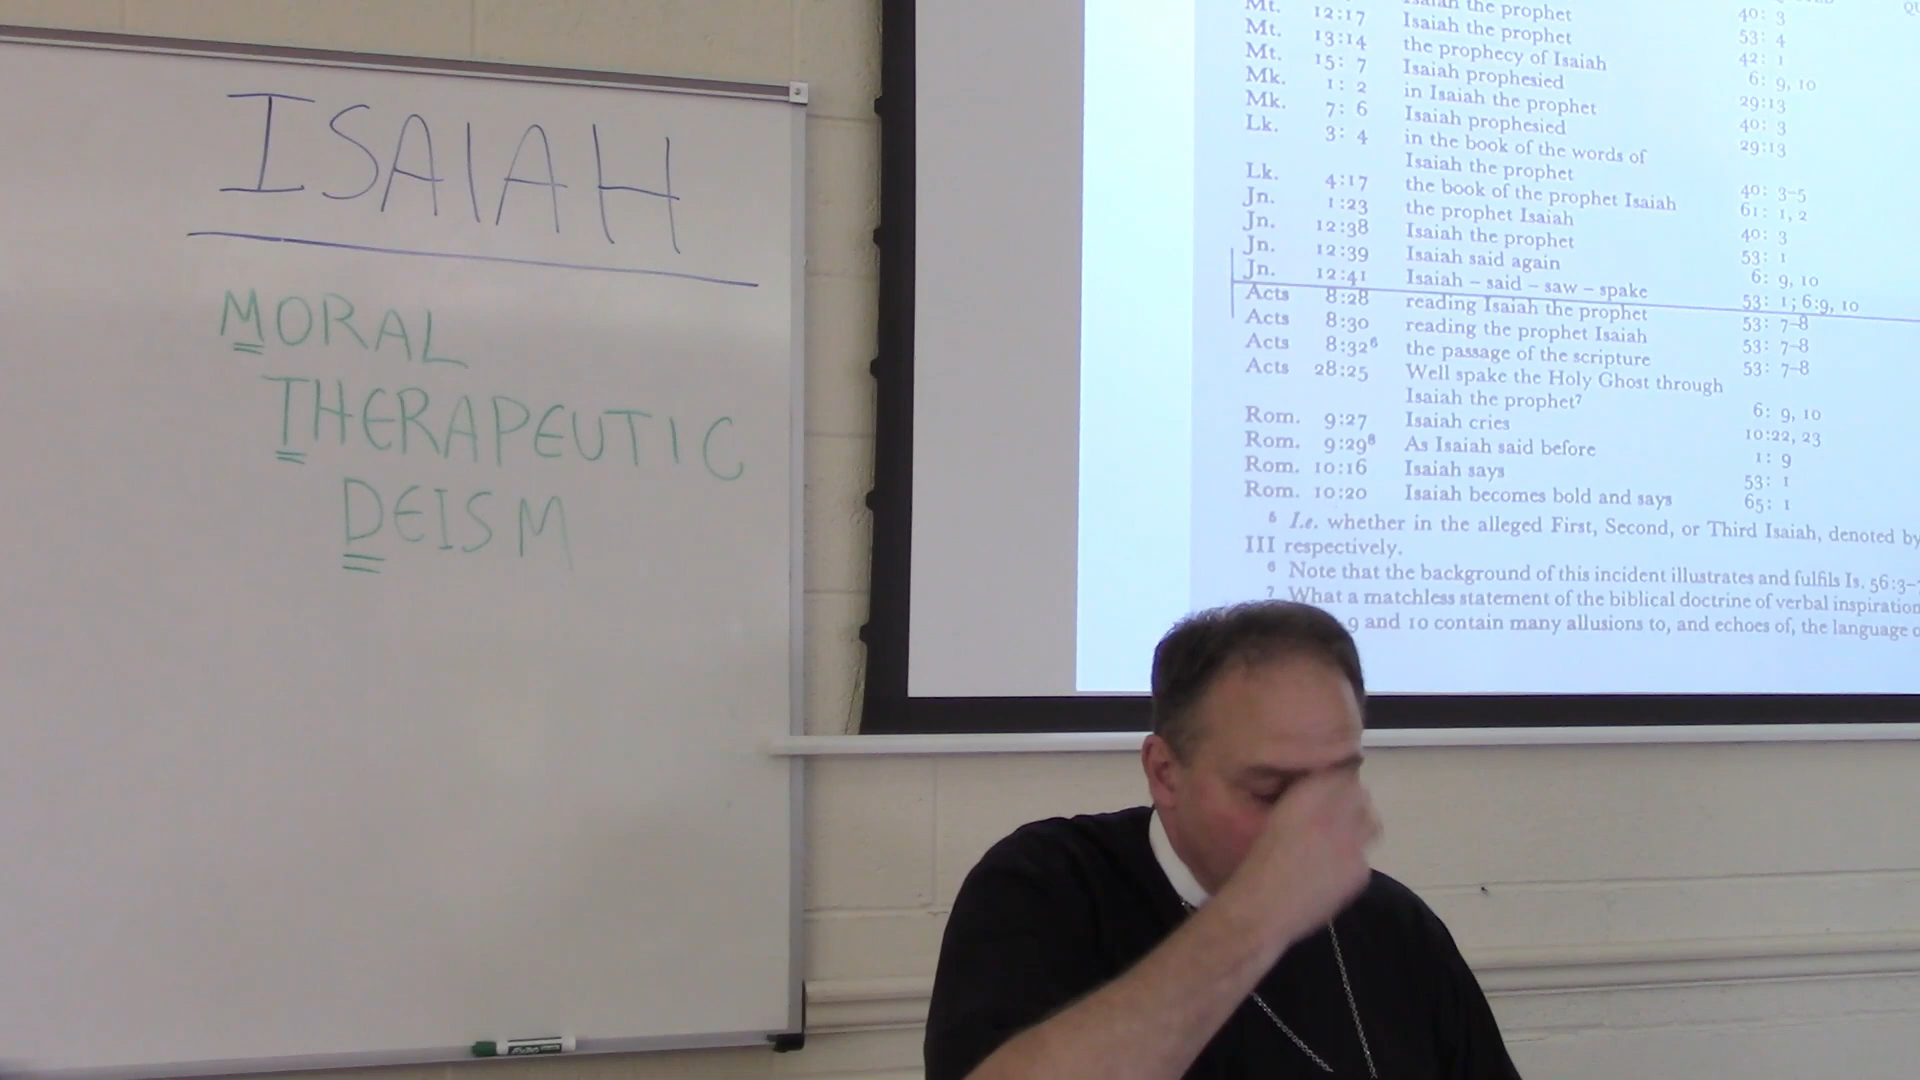 ISAIAH
MORAL
THERAPEUTIC
DEISM
Mt. 12:17 Isaiah the prophet 40: 3
Mt. 13:14 Isaiah the prophet 53: 4
Mt. 15: 7 the prophecy of Isaiah 42: 1
Mk. 1: 2 Isaiah prophesied 6: 9, 10
Mk. 7: 6 in Isaiah the prophet 29:13
Lk. 3: 4 Isaiah prophesied 40: 3
in the book of the words of 29:13
Isaiah the prophet
Lk. 4:17 the book of the prophet Isaiah 40: 3–5
Jn. 1:23 the prophet Isaiah 61: 1, 2
Jn. 12:38 Isaiah the prophet 40: 3
Jn. 12:39 Isaiah said again 53: 1
Jn. 12:41 Isaiah – said – saw – spake 6: 9, 10
Acts 8:28 reading Isaiah the prophet 53: 1; 6:9, 10
Acts 8:30 reading the prophet Isaiah 53: 7–8
Acts 8:32⁶ the passage of the scripture 53: 7–8
Acts 28:25 Well spake the Holy Ghost through 53: 7–8
Isaiah the prophet⁷
Rom. 9:27 Isaiah cries 6: 9, 10
Rom. 9:29⁸ As Isaiah said before 10:22, 23
Rom. 10:16 Isaiah says 1: 9
Rom. 10:20 Isaiah becomes bold and says 53: 1
65: 1
⁵ I.e. whether in the alleged First, Second, or Third Isaiah, denoted by
III respectively.
⁶ Note that the background of this incident illustrates and fulfils Is. 56:3–
⁷ What a matchless statement of the biblical doctrine of verbal inspiration
9 and 10 contain many allusions to, and echoes of, the language